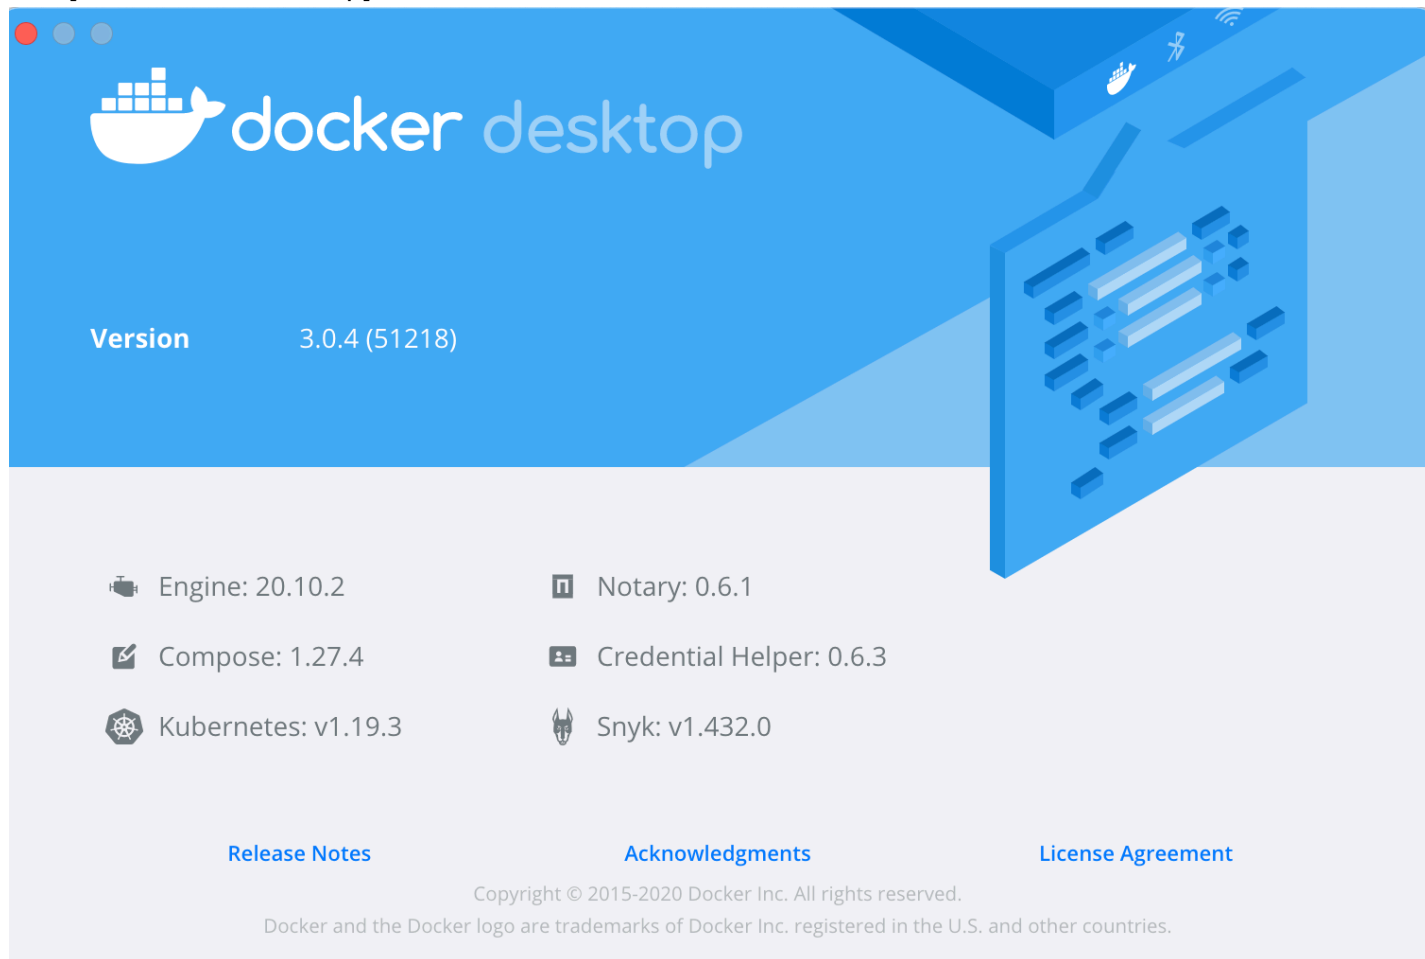 docker desktop
Version 3.0.4 (51218)
Engine: 20.10.2
Notary: 0.6.1
Compose: 1.27.4
Credential Helper: 0.6.3
Kubernetes: v1.19.3
Snyk: v1.432.0
Release Notes
Acknowledgments
License Agreement
Copyright © 2015-2020 Docker Inc. All rights reserved.
Docker and the Docker logo are trademarks of Docker Inc. registered in the U.S. and other countries.